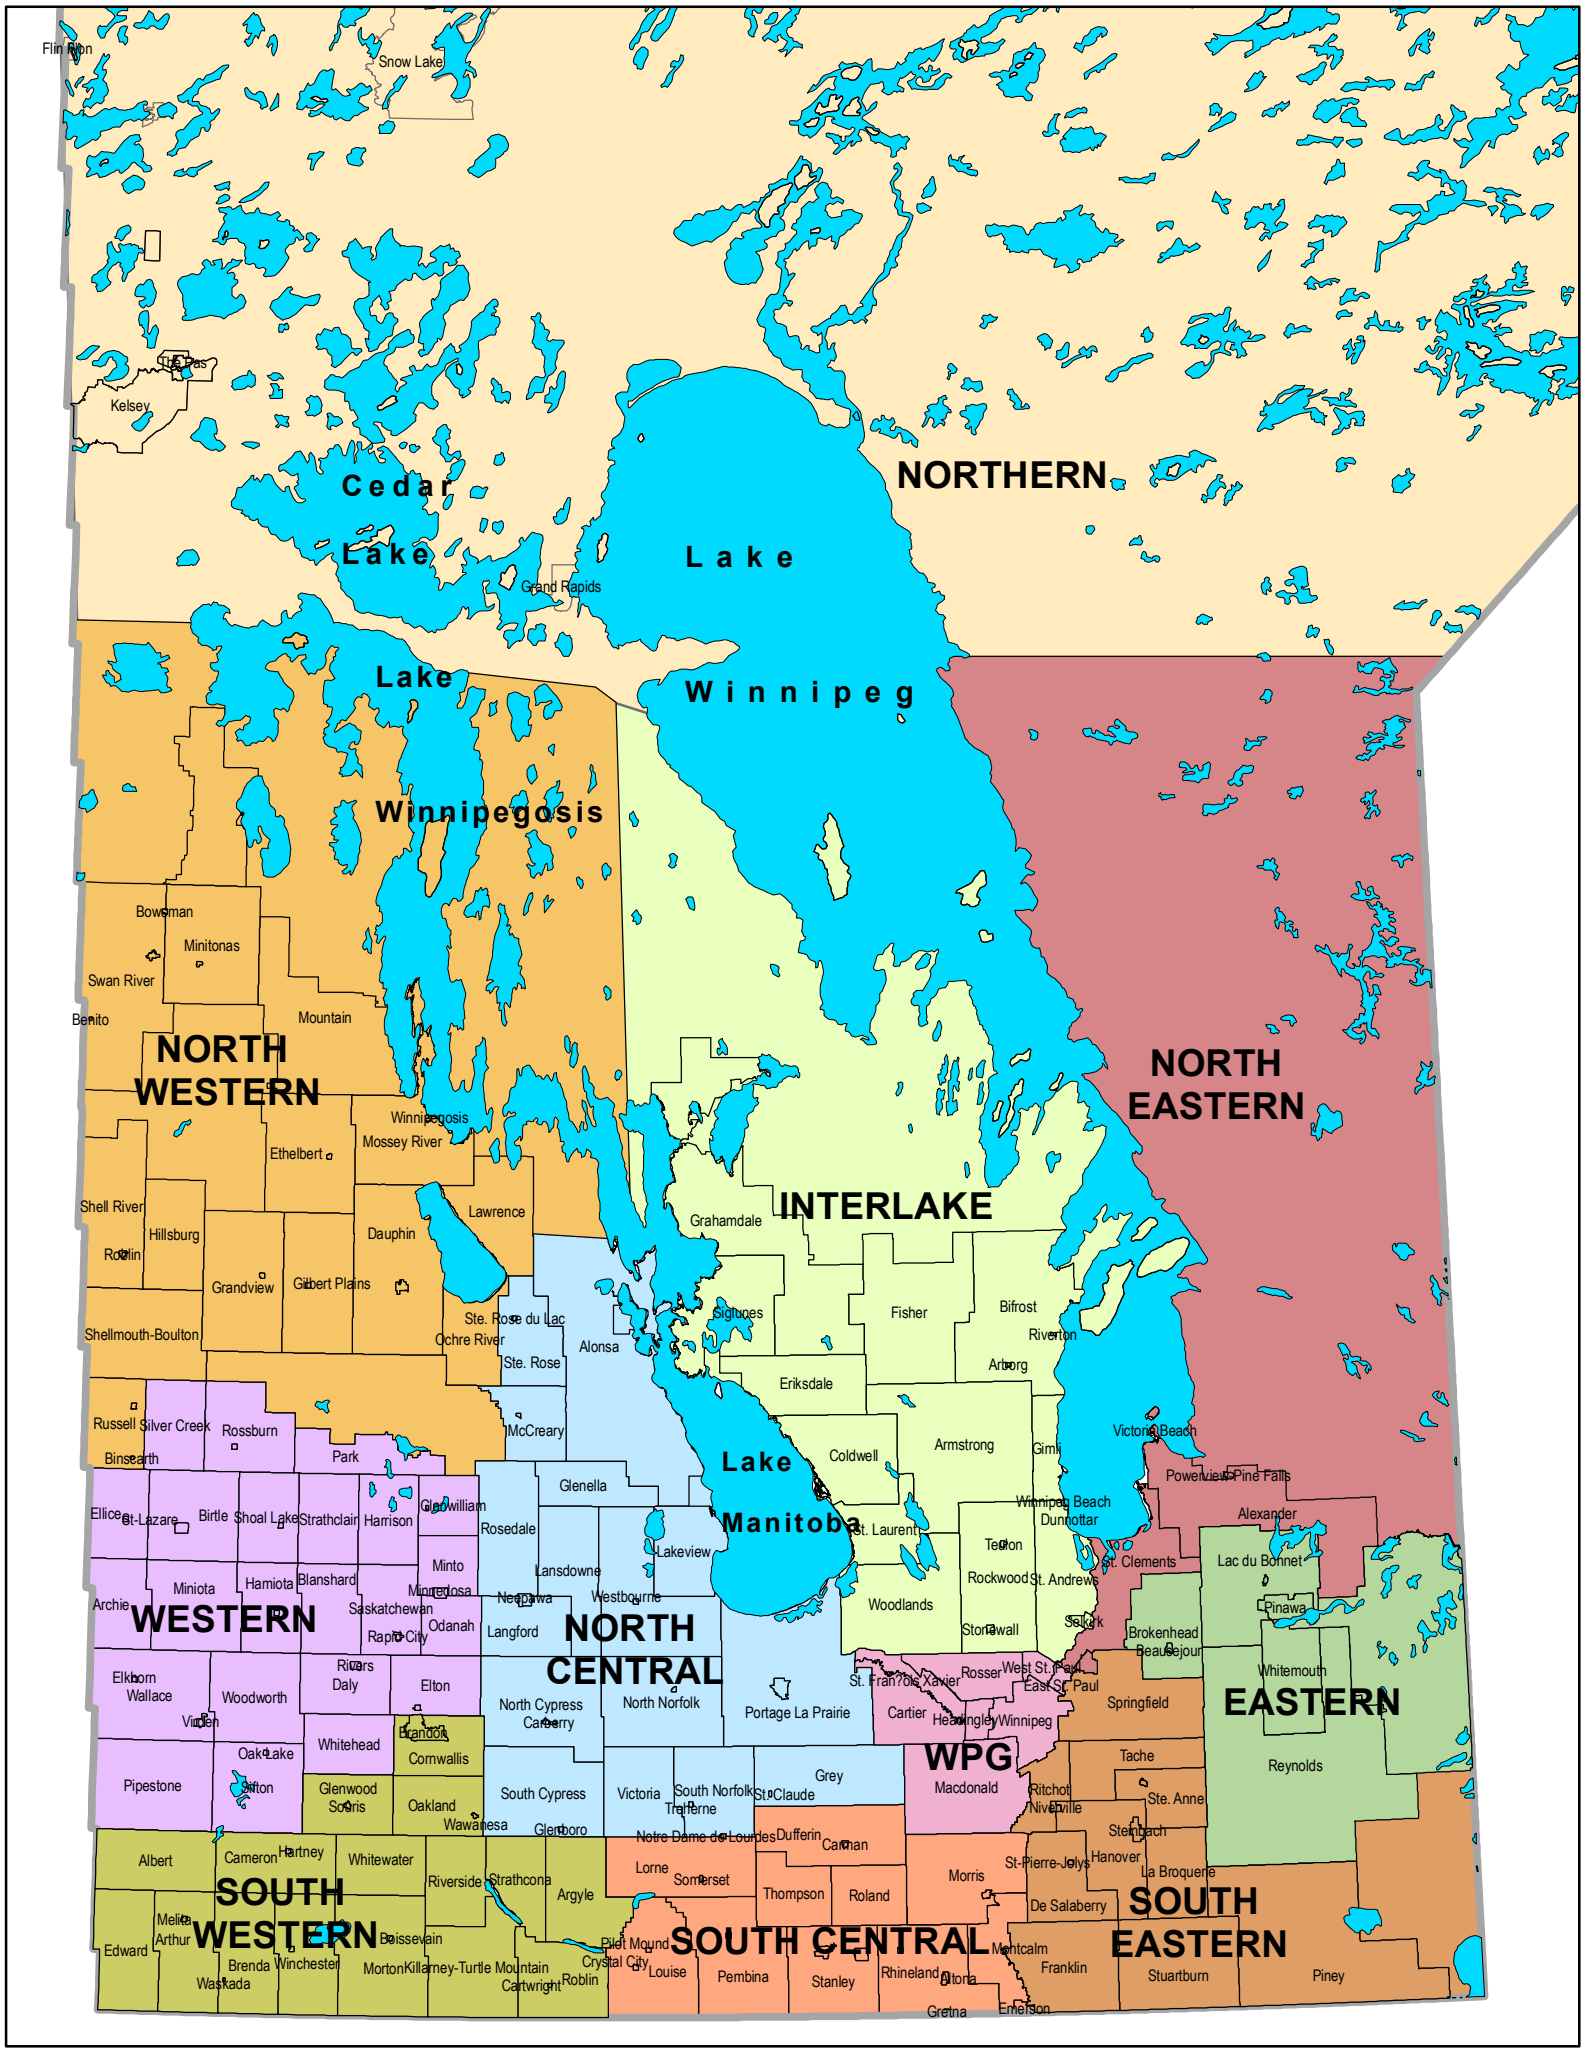 Flin Flon
Snow Lake
The Pas
Kelsey
NORTHERN
Cedar
Lake
Lake
Grand Rapids
Lake
Winnipeg
Winnipegosis
Bowsman
Minitonas
Swan River
Benito
Mountain
NORTH
WESTERN
NORTH
EASTERN
Winnipegosis
Mossey River
Ethelbert
Shell River
Hillsburg
Roblin
Dauphin
Lawrence
INTERLAKE
Grahamdale
Grandview
Gilbert Plains
Siglunes
Fisher
Bifrost
Riverton
Arborg
Ste. Rose du Lac
Ochre River
Shellmouth-Boulton
Alonsa
Ste. Rose
Eriksdale
Russell
Silver Creek
Rossburn
McCreary
Binscarth
Park
Coldwell
Armstrong
Gimli
Victoria Beach
Lake
Manitoba
Powerview-Pine Falls
Alexander
Glenella
Ellice
St-Lazare
Birtle
Shoal Lake
Strathclair
Harrison
Glenwilliam
Rosedale
Winnipeg Beach
Dunnottar
St. Laurent
Teulon
Lakeview
Lansdowne
Minto
St. Clements
Lac du Bonnet
Archie
Miniota
Hamiota
Blanshard
Minnedosa
Rockwood
St. Andrews
Neepawa
Westbourne
Woodlands
Pinawa
WESTERN
Saskatchewan
Rapid City
Odanah
Langford
NORTH
CENTRAL
Stonewall
Selkirk
Brokenhead
Beausejour
Elkhorn
Wallace
Woodworth
Rivers
Daly
Elton
Whitemouth
St. Fran?ois Xavier
Rosser
West St. Paul
East St. Paul
Springfield
EASTERN
North Cypress
Carberry
North Norfolk
Portage La Prairie
Cartier
Headingley
Winnipeg
Virden
Brandon
Whitehead
Cornwallis
Oak Lake
WPG
Tache
Reynolds
Pipestone
Sifton
Glenwood
Souris
Oakland
Wawanesa
South Cypress
Victoria
South Norfolk
Treherne
St. Claude
Grey
Macdonald
Ritchot
Niverville
Ste. Anne
Glenboro
Notre Dame de Lourdes
Dufferin
Carman
Steinbach
Albert
Cameron
Hartney
Whitewater
Riverside
Strathcona
Argyle
Lorne
Somerset
Thompson
Roland
Morris
St-Pierre-Jolys
Hanover
La Broquerie
De Salaberry
SOUTH
WESTERN
SOUTH
EASTERN
Melita
Arthur
Edward
Waskada
Brenda
Winchester
Boissevain
Morton
Killarney-Turtle Mountain
Cartwright
Roblin
Pilot Mound
Crystal City
Louise
SOUTH CENTRAL
Pembina
Stanley
Rhineland
Altona
Gretna
Montcalm
Emerson
Franklin
Stuartburn
Piney